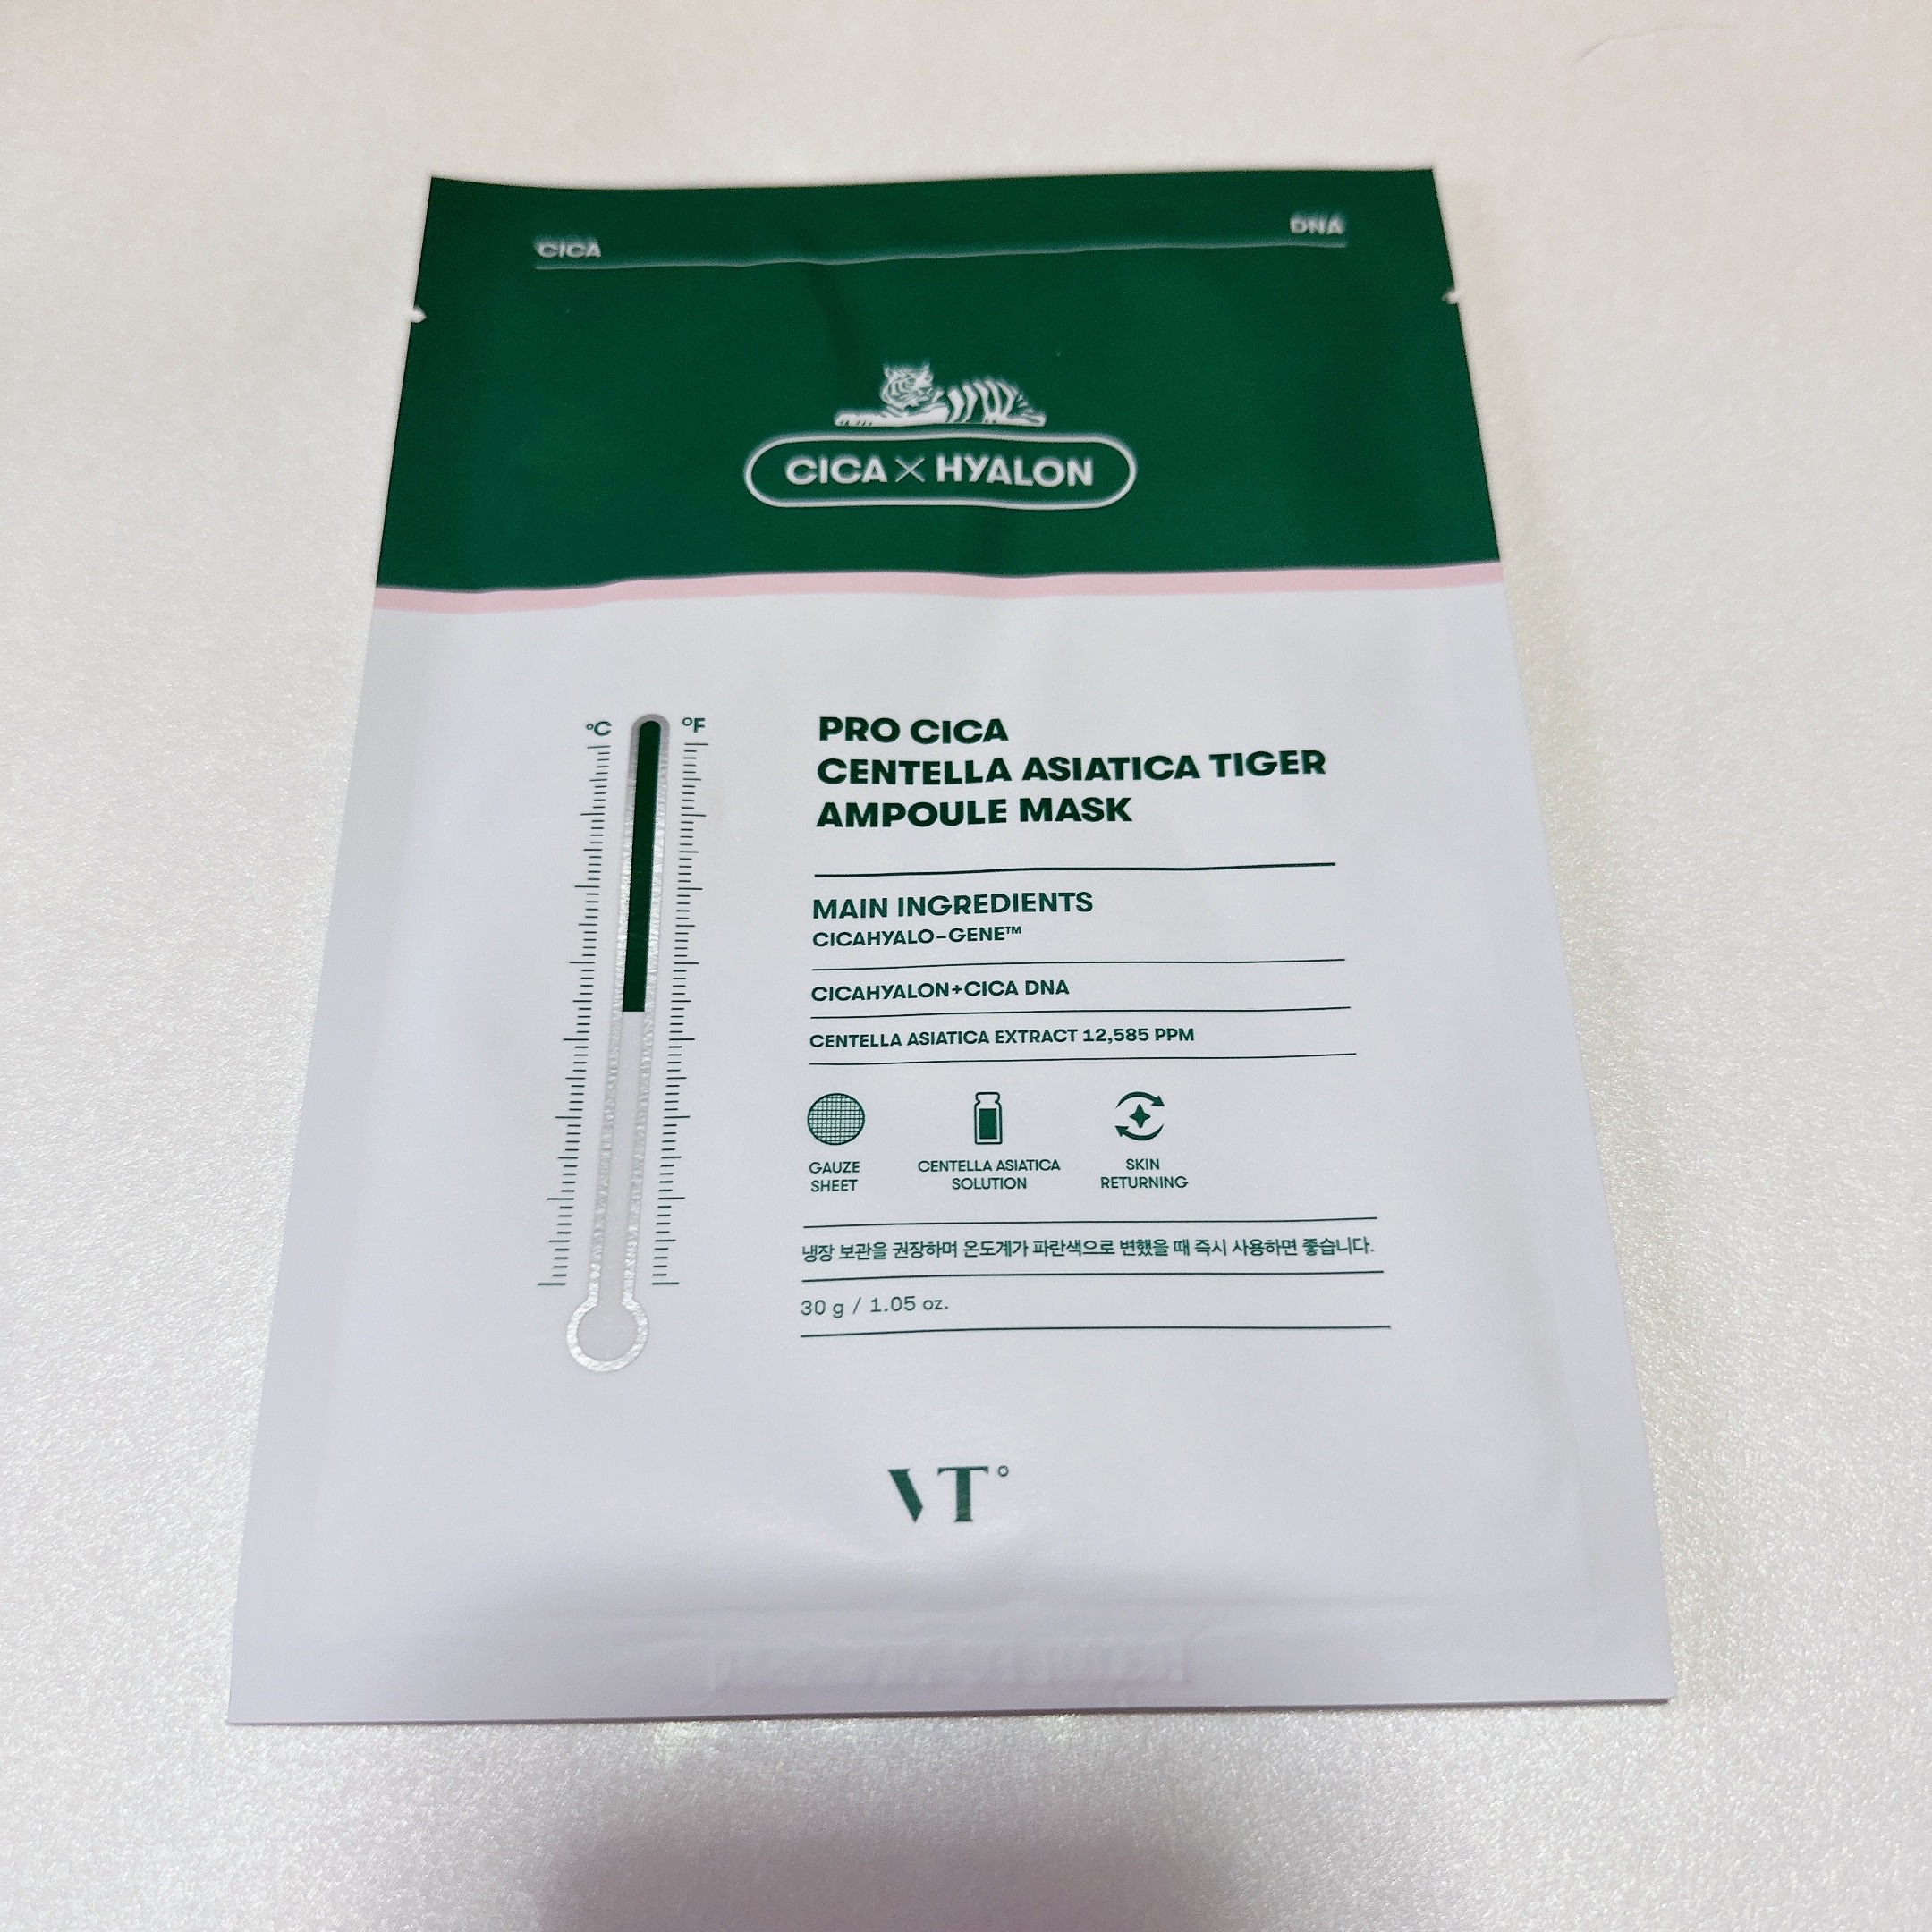 CICA DNA
CICA X HYALON
°C °F
PRO CICA
CENTELLA ASIATICA TIGER
AMPOULE MASK
MAIN INGREDIENTS
CICAHYALO-GENE™
CICAHYALON+CICA DNA
CENTELLA ASIATICA EXTRACT 12,585 PPM
GAUZE
SHEET
CENTELLA ASIATICA
SOLUTION
SKIN
RETURNING
냉장 보관을 권장하며 온도계가 파란색으로 변했을 때 즉시 사용하면 좋습니다.
30 g / 1.05 oz.
VT°